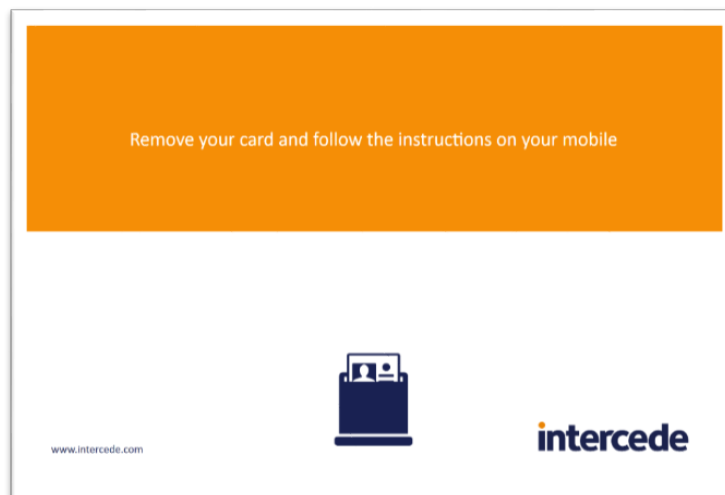 Remove your card and follow the instructions on your mobile
www.intercede.com
intercede